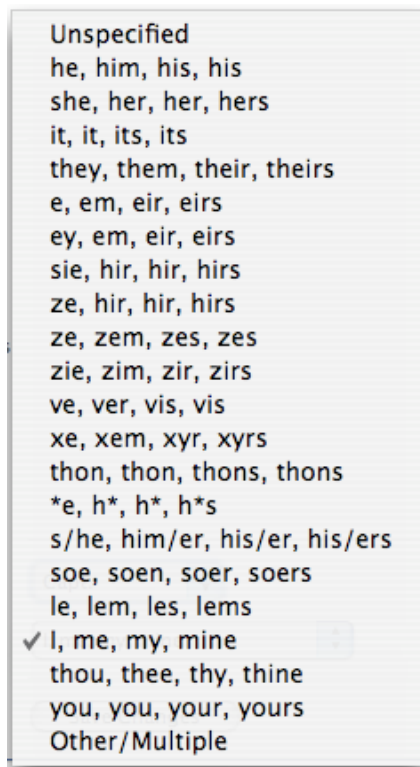 Unspecified
he, him, his, his
she, her, her, hers
it, it, its, its
they, them, their, theirs
e, em, eir, eirs
ey, em, eir, eirs
sie, hir, hir, hirs
ze, hir, hir, hirs
ze, zem, zes, zes
zie, zim, zir, zirs
ve, ver, vis, vis
xe, xem, xyr, xyrs
thon, thon, thons, thons
*e, h*, h*, h*s
s/he, him/er, his/er, his/ers
soe, soen, soer, soers
le, lem, les, lems
✓ I, me, my, mine
thou, thee, thy, thine
you, you, your, yours
Other/Multiple